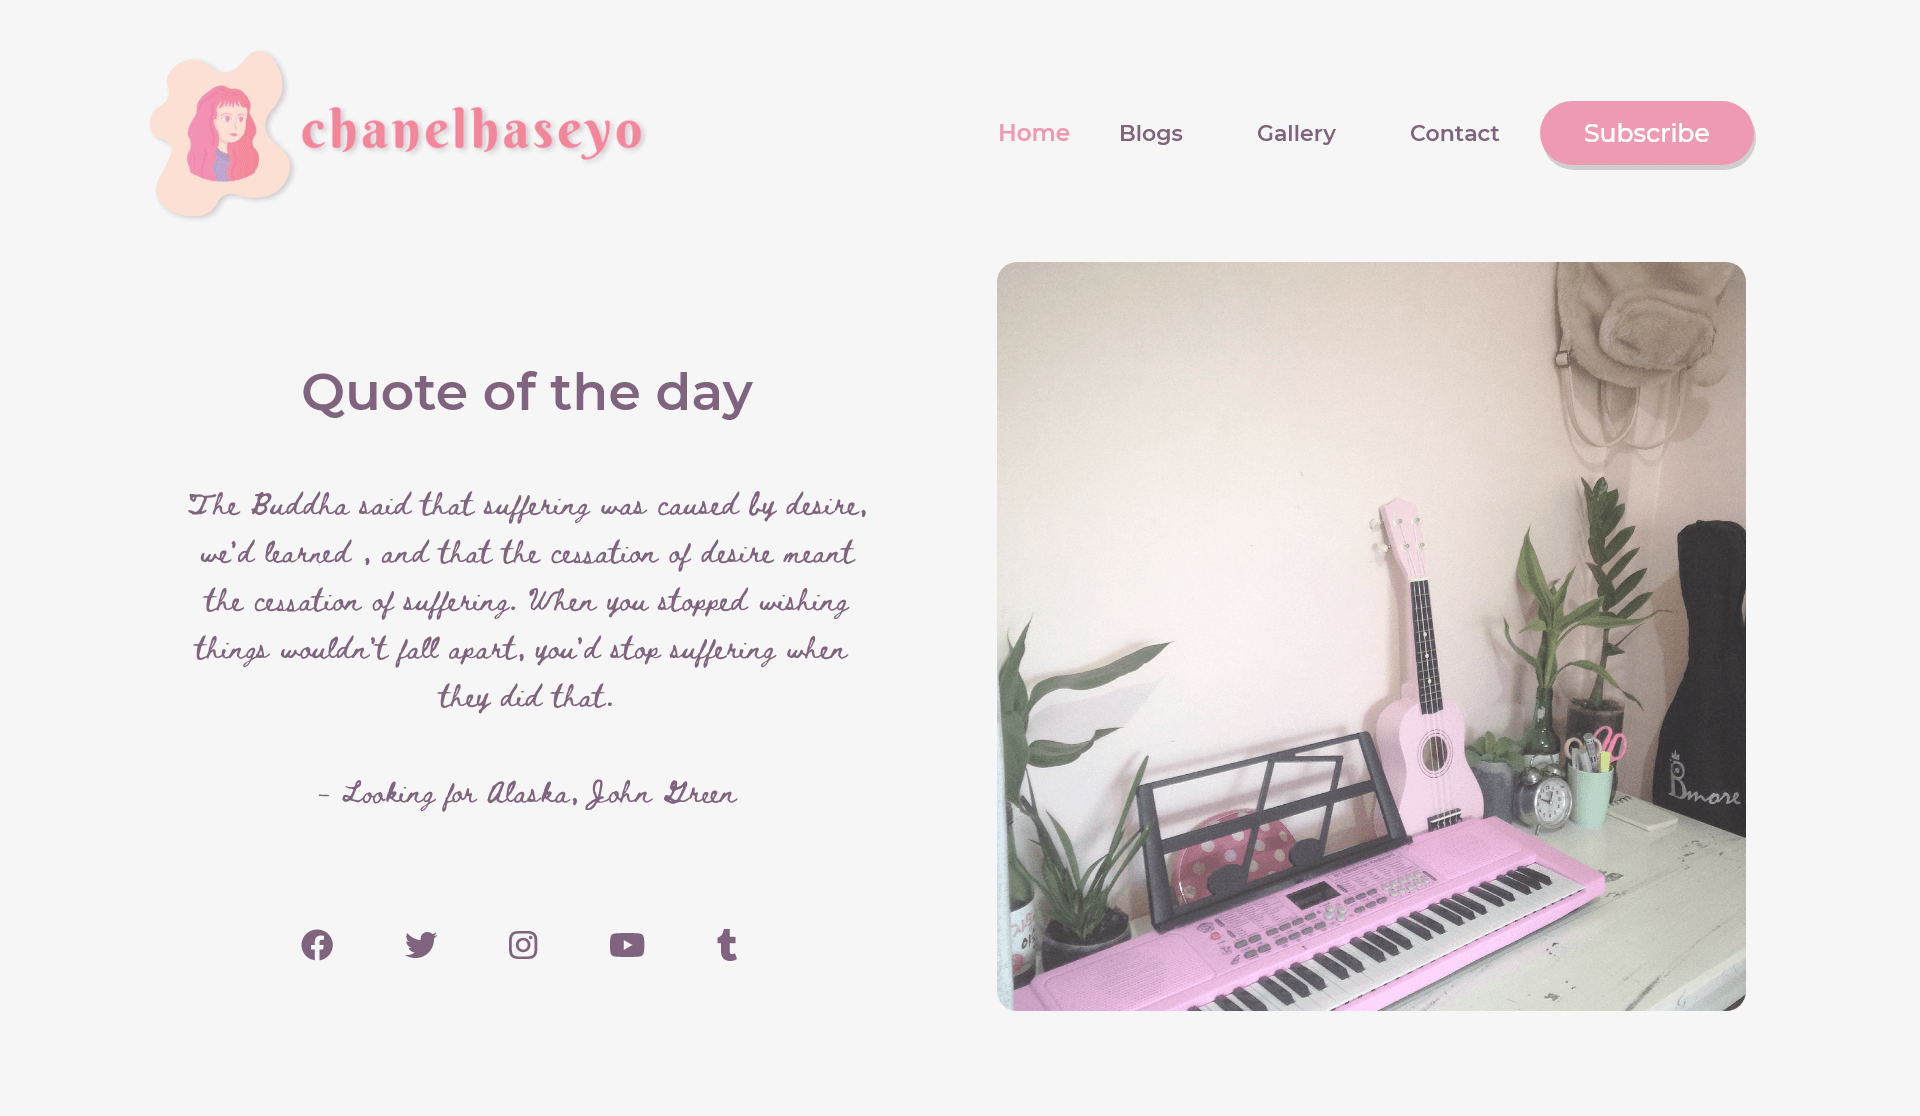 chanelhaseyo
Home Blogs Gallery Contact Subscribe
Quote of the day
The Buddha said that suffering was caused by desire,
we'd learned , and that the cessation of desire meant
the cessation of suffering. When you stopped wishing
things wouldn't fall apart, you'd stop suffering when
they did that.
- Looking for Alaska, John Green
Bmore